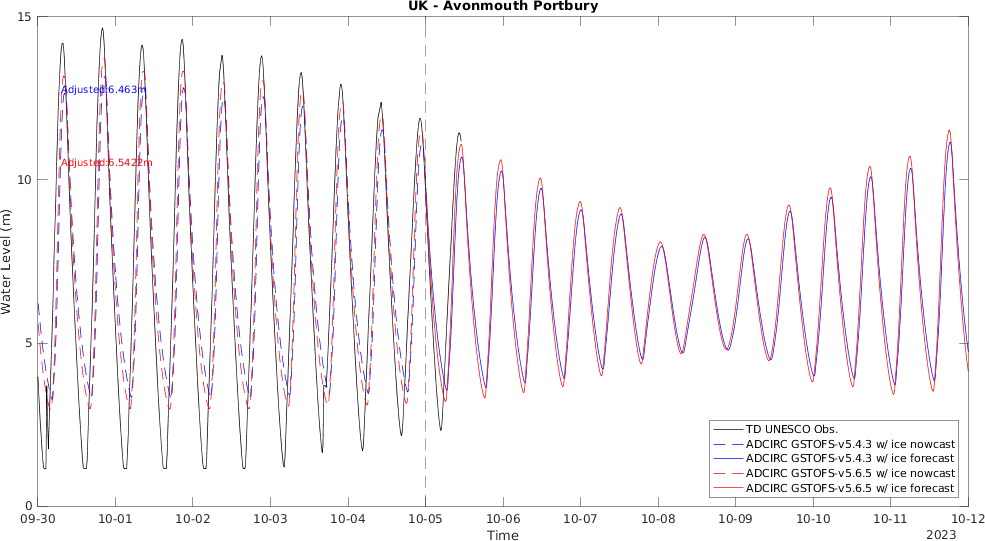 UK - Avonmouth Portbury
15
10
5
0
Water Level (m)
Adjusted:6.463m
Adjusted:6.5422m
TD UNESCO Obs.
ADCIRC GSTOFS-v5.4.3 w/ ice nowcast
ADCIRC GSTOFS-v5.4.3 w/ ice forecast
ADCIRC GSTOFS-v5.6.5 w/ ice nowcast
ADCIRC GSTOFS-v5.6.5 w/ ice forecast
09-30 10-01 10-02 10-03 10-04 10-05 10-06 10-07 10-08 10-09 10-10 10-11 10-12
Time
2023